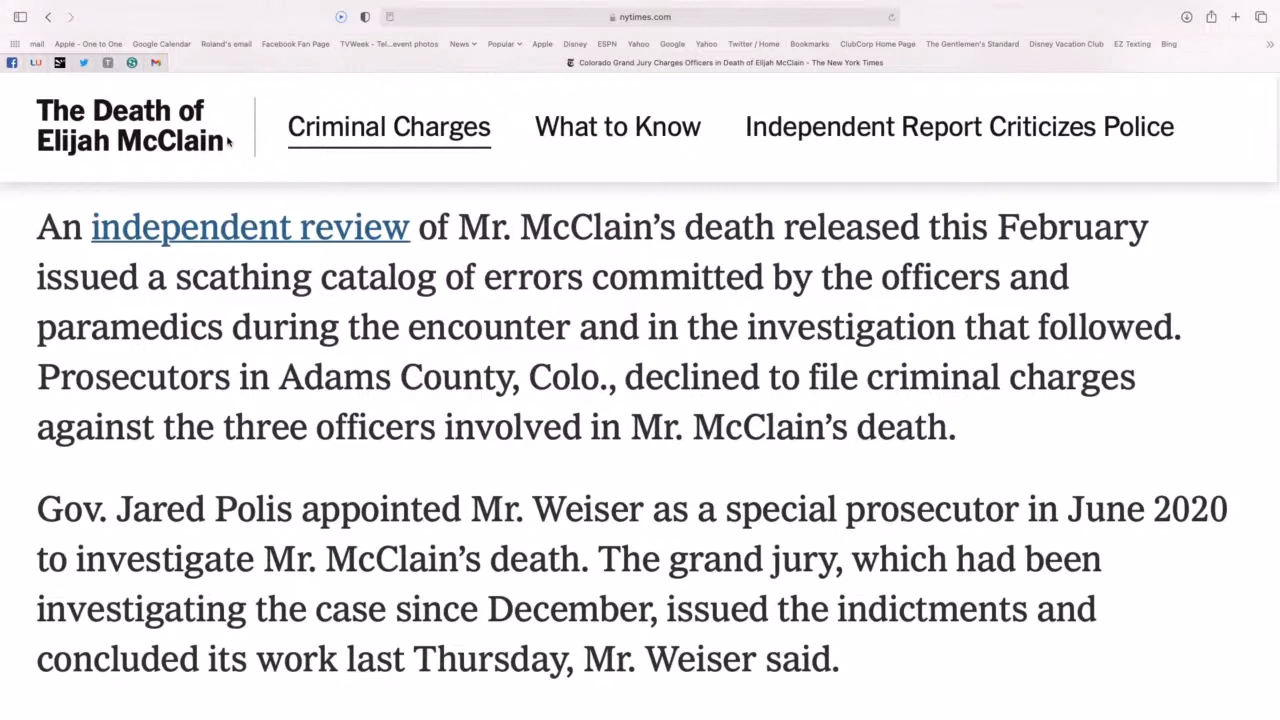 nytimes.com
mail Apple - One to One Google Calendar Roland's email Facebook Fan Page TVWeek - Tel...event photos News Popular Apple Disney ESPN Yahoo Google Yahoo Twitter / Home Bookmarks ClubCorp Home Page The Gentlemen's Standard Disney Vacation Club EZ Texting Bing
LU T Colorado Grand Jury Charges Officers in Death of Elijah McClain - The New York Times
The Death of
Elijah McClain
Criminal Charges What to Know Independent Report Criticizes Police
An independent review of Mr. McClain’s death released this February
issued a scathing catalog of errors committed by the officers and
paramedics during the encounter and in the investigation that followed.
Prosecutors in Adams County, Colo., declined to file criminal charges
against the three officers involved in Mr. McClain’s death.
Gov. Jared Polis appointed Mr. Weiser as a special prosecutor in June 2020
to investigate Mr. McClain’s death. The grand jury, which had been
investigating the case since December, issued the indictments and
concluded its work last Thursday, Mr. Weiser said.